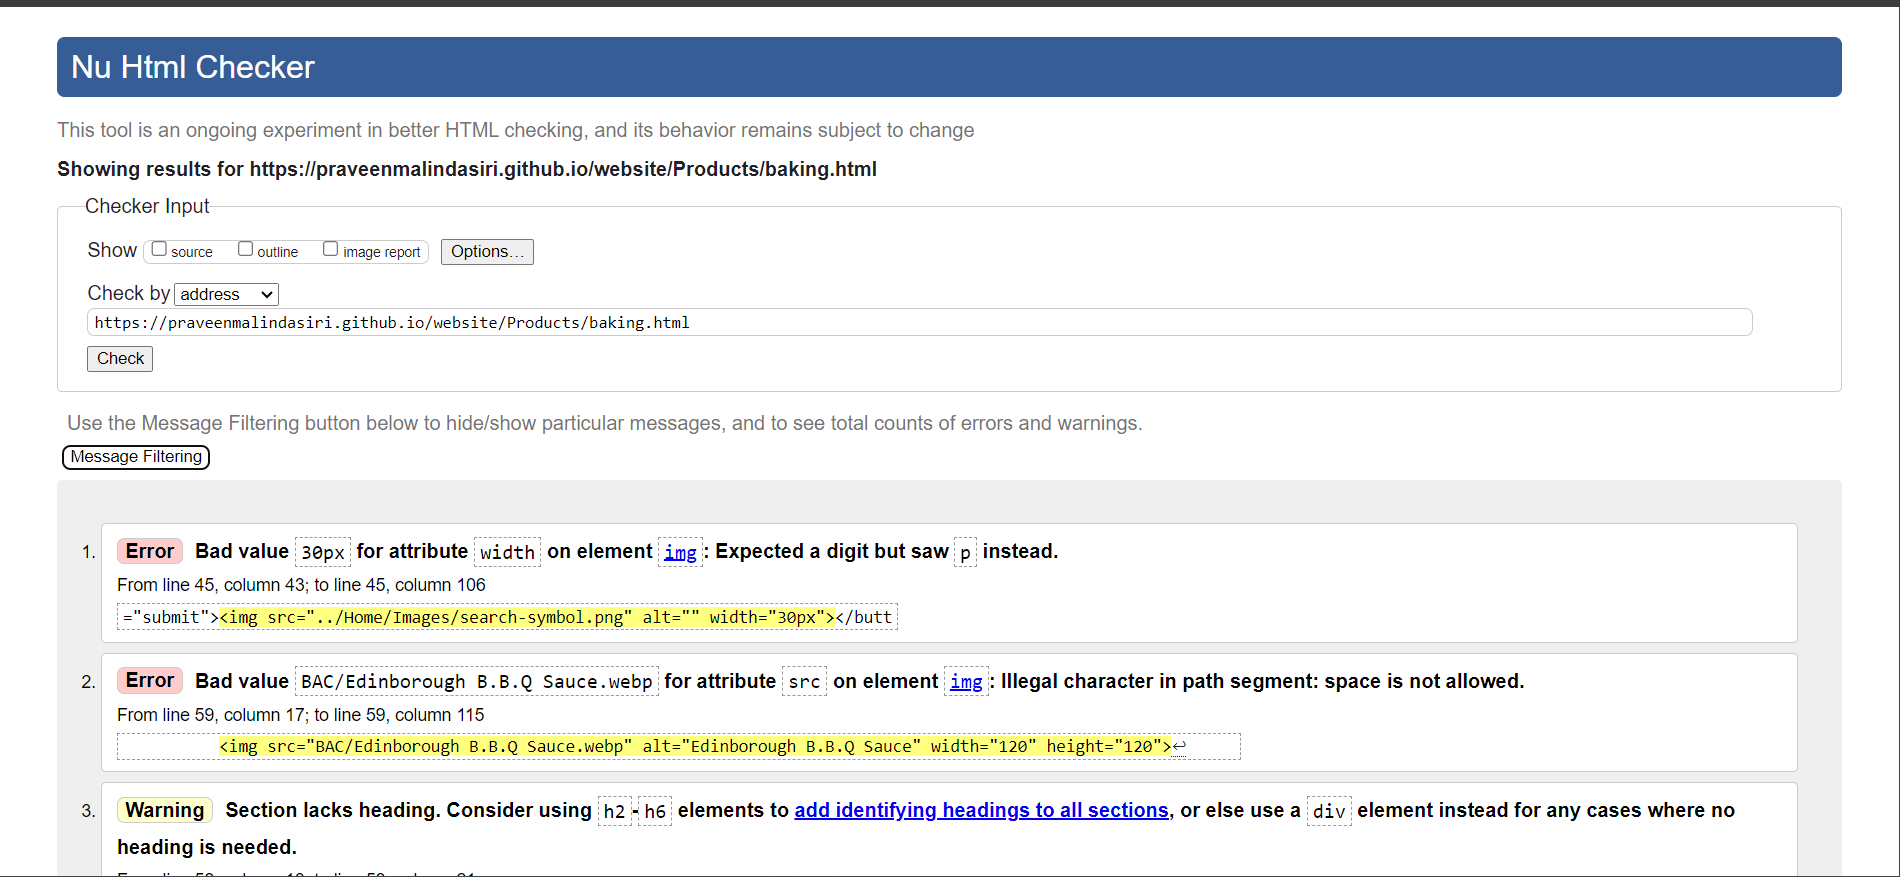 Nu Html Checker
This tool is an ongoing experiment in better HTML checking, and its behavior remains subject to change
Showing results for https://praveenmalindasiri.github.io/website/Products/baking.html
Checker Input
Show source outline image report Options...
Check by address
https://praveenmalindasiri.github.io/website/Products/baking.html
Check
Use the Message Filtering button below to hide/show particular messages, and to see total counts of errors and warnings.
Message Filtering
1. Error Bad value 30px for attribute width on element img: Expected a digit but saw p instead.
From line 45, column 43; to line 45, column 106
="submit"><img src="../Home/Images/search-symbol.png" alt="" width="30px"></butt
2. Error Bad value BAC/Edinborough B.B.Q Sauce.webp for attribute src on element img: Illegal character in path segment: space is not allowed.
From line 59, column 17; to line 59, column 115
<img src="BAC/Edinborough B.B.Q Sauce.webp" alt="Edinborough B.B.Q Sauce" width="120" height="120">↩
3. Warning Section lacks heading. Consider using h2-h6 elements to add identifying headings to all sections, or else use a div element instead for any cases where no
heading is needed.